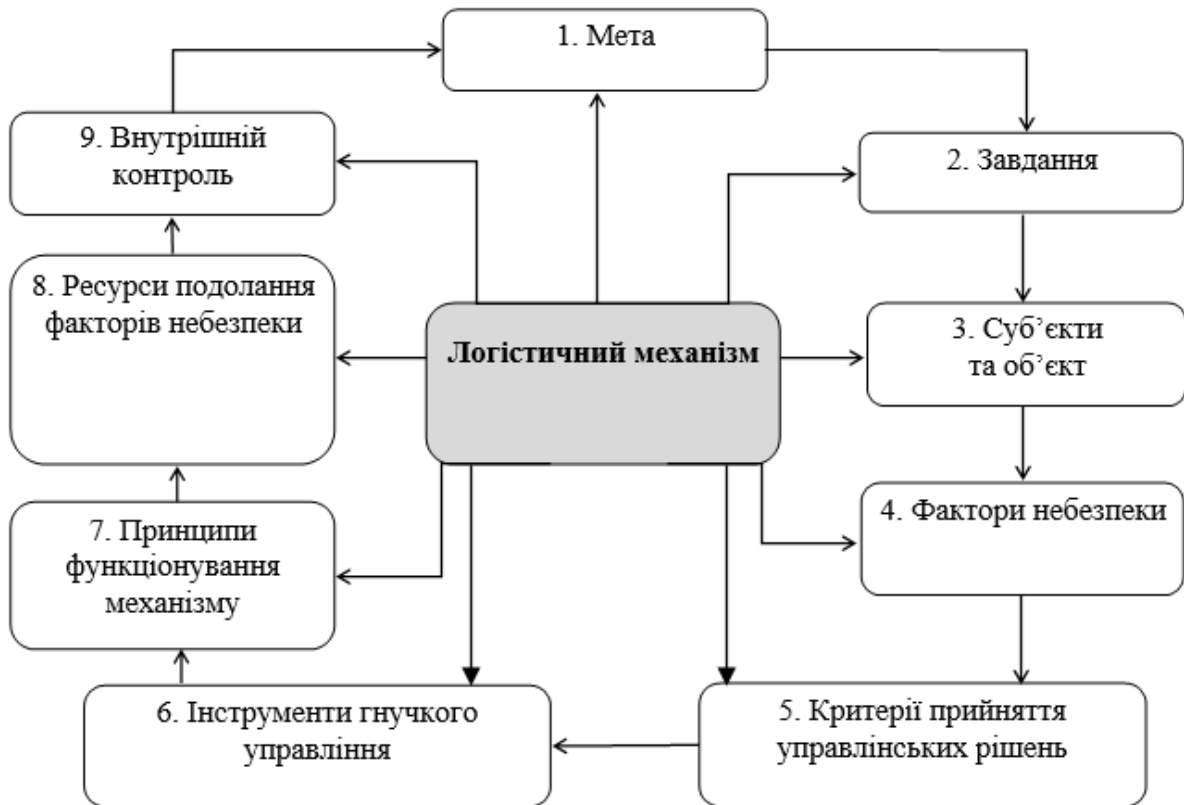 1. Мета
2. Завдання
3. Суб’єкти
та об’єкт
4. Фактори небезпеки
5. Критерії прийняття
управлінських рішень
6. Інструменти гнучкого
управління
7. Принципи
функціонування
механізму
8. Ресурси подолання
факторів небезпеки
9. Внутрішній
контроль
Логістичний механізм